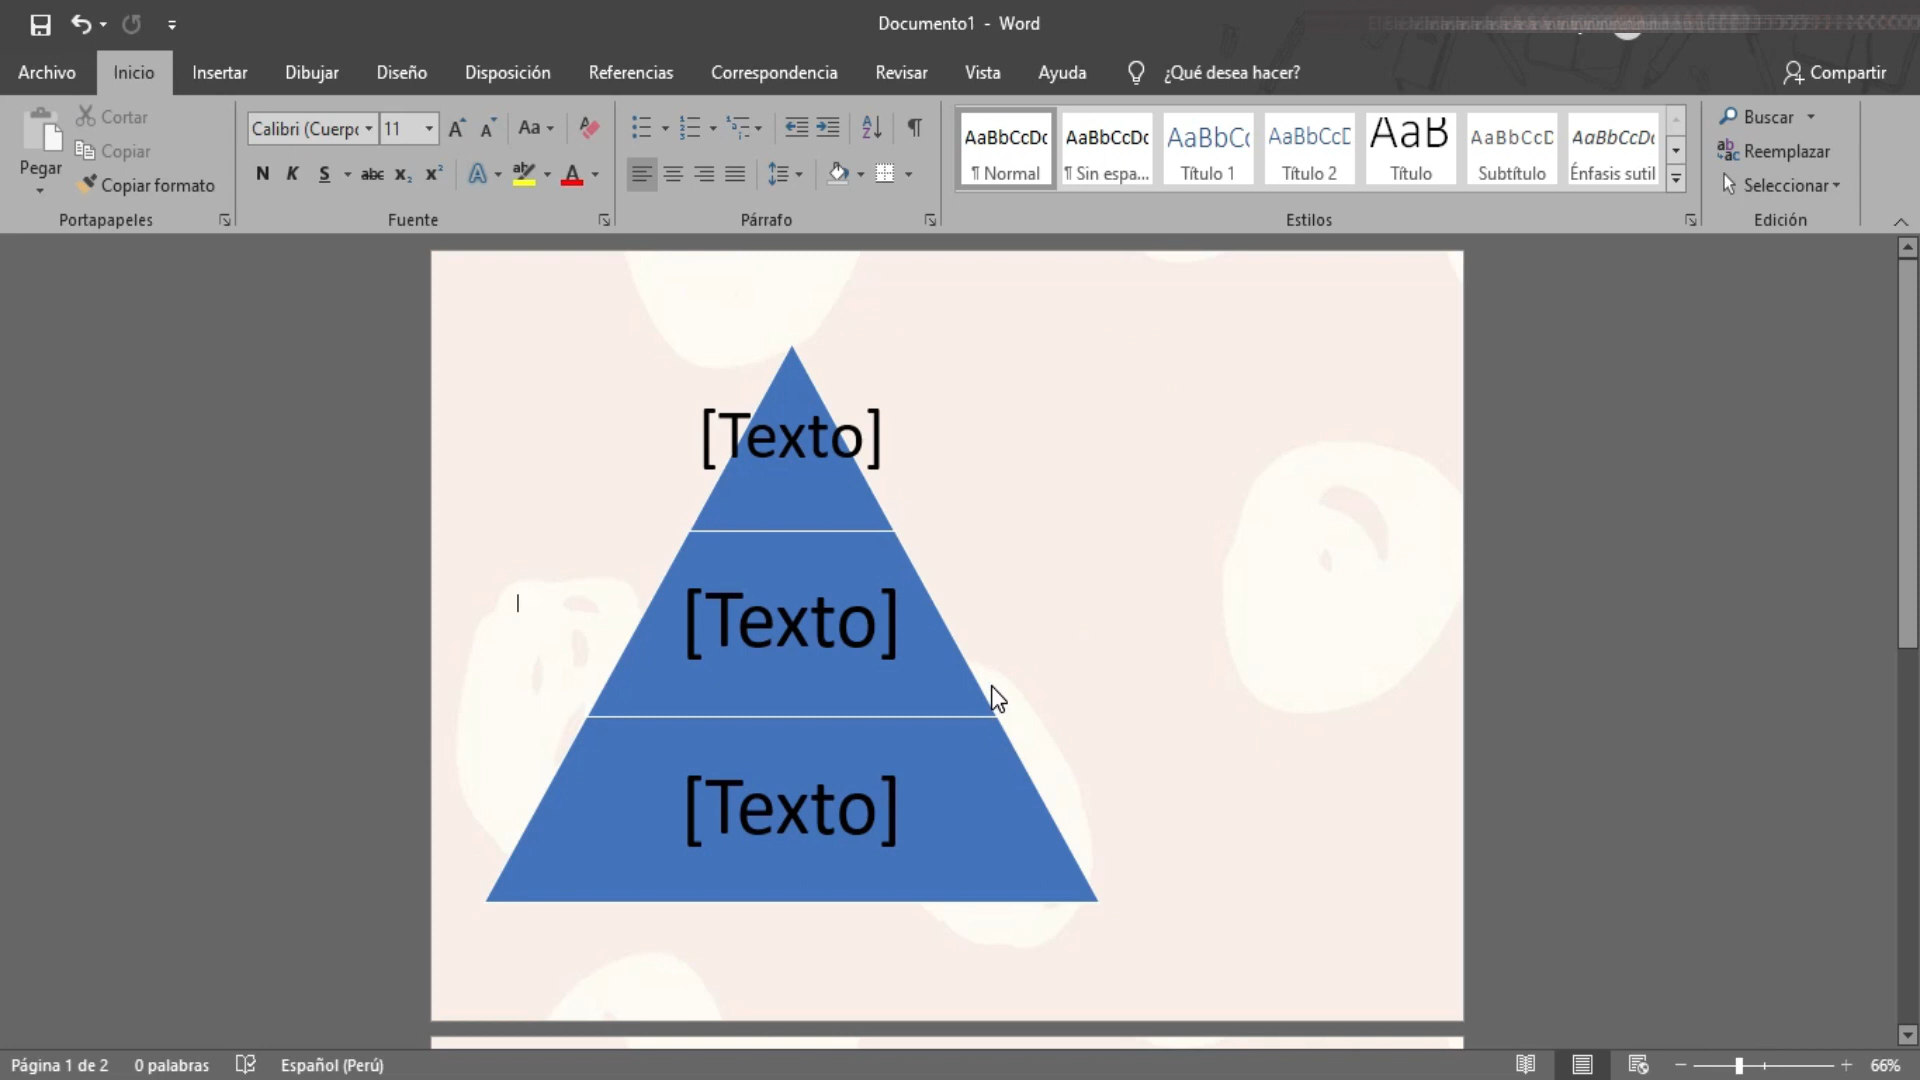 Documento1 - Word
Archivo
Inicio
Insertar
Dibujar
Diseño
Disposición
Referencias
Correspondencia
Revisar
Vista
Ayuda
¿Qué desea hacer?
Compartir
Pegar
Cortar
Copiar
Copiar formato
Portapapeles
Calibri (Cuerpo
11
Aa
N K S abc x₂ x²
Fuente
Párrafo
AaBbCcDc
¶ Normal
AaBbCcDc
¶ Sin espa...
AaBbC
Título 1
AaBbCcD
Título 2
AaB
Título
AaBbCcD
Subtítulo
AaBbCcDc
Énfasis sutil
Estilos
Buscar
Reemplazar
Seleccionar
Edición
[Texto]
[Texto]
[Texto]
Página 1 de 2
0 palabras
Español (Perú)
66%